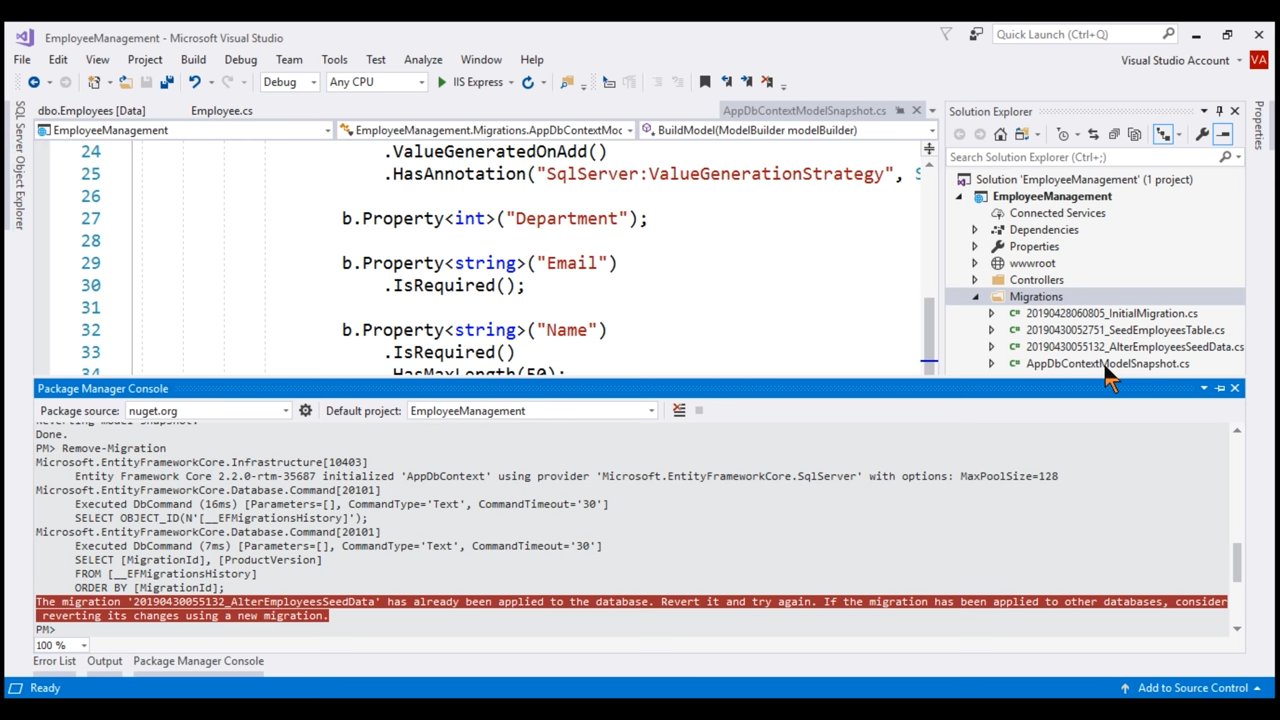 EmployeeManagement - Microsoft Visual Studio
Quick Launch (Ctrl+Q)
File Edit View Project Build Debug Team Tools Test Analyze Window Help
Visual Studio Account VA
Debug Any CPU IIS Express
SQL Server Object Explorer
dbo.Employees [Data] Employee.cs AppDbContextModelSnapshot.cs
EmployeeManagement EmployeeManagement.Migrations.AppDbContextMoc BuildModel(ModelBuilder modelBuilder)
24 .ValueGeneratedOnAdd()
25 .HasAnnotation("SqlServer:ValueGenerationStrategy",
26
27 b.Property<int>("Department");
28
29 b.Property<string>("Email")
30 .IsRequired();
31
32 b.Property<string>("Name")
33 .IsRequired()
34 .HasMaxLength(50);
Solution Explorer
Search Solution Explorer (Ctrl+;)
Solution 'EmployeeManagement' (1 project)
EmployeeManagement
Connected Services
Dependencies
Properties
wwwroot
Controllers
Migrations
20190428060805_InitialMigration.cs
20190430052751_SeedEmployeesTable.cs
20190430055132_AlterEmployeesSeedData.cs
AppDbContextModelSnapshot.cs
Properties
Package Manager Console
Package source: nuget.org Default project: EmployeeManagement
Reverting model snapshot.
Done.
PM> Remove-Migration
Microsoft.EntityFrameworkCore.Infrastructure[10403]
Entity Framework Core 2.2.0-rtm-35687 initialized 'AppDbContext' using provider 'Microsoft.EntityFrameworkCore.SqlServer' with options: MaxPoolSize=128
Microsoft.EntityFrameworkCore.Database.Command[20101]
Executed DbCommand (16ms) [Parameters=[], CommandType='Text', CommandTimeout='30']
SELECT OBJECT_ID(N'[__EFMigrationsHistory]');
Microsoft.EntityFrameworkCore.Database.Command[20101]
Executed DbCommand (7ms) [Parameters=[], CommandType='Text', CommandTimeout='30']
SELECT [MigrationId], [ProductVersion]
FROM [__EFMigrationsHistory]
ORDER BY [MigrationId];
The migration '20190430055132_AlterEmployeesSeedData' has already been applied to the database. Revert it and try again. If the migration has been applied to other databases, consider
reverting its changes using a new migration.
PM>
100 %
Error List Output Package Manager Console
Ready Add to Source Control